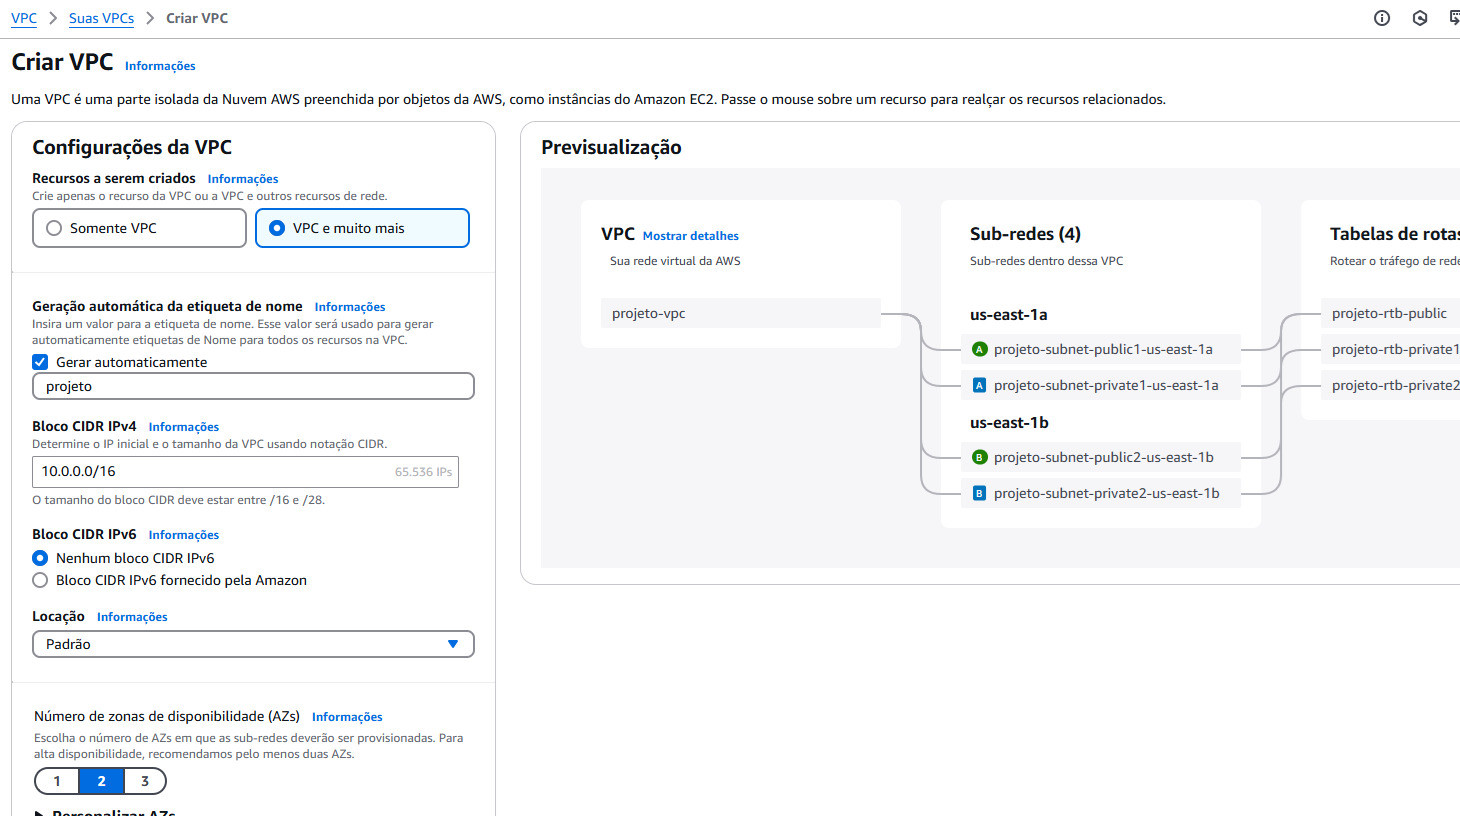 VPC > Suas VPCs > Criar VPC
Criar VPC Informações
Uma VPC é uma parte isolada da Nuvem AWS preenchida por objetos da AWS, como instâncias do Amazon EC2. Passe o mouse sobre um recurso para realçar os recursos relacionados.
Configurações da VPC
Recursos a serem criados Informações
Crie apenas o recurso da VPC ou a VPC e outros recursos de rede.
Somente VPC
VPC e muito mais
Geração automática da etiqueta de nome Informações
Insira um valor para a etiqueta de nome. Esse valor será usado para gerar
automaticamente etiquetas de Nome para todos os recursos na VPC.
Gerar automaticamente
projeto
Bloco CIDR IPv4 Informações
Determine o IP inicial e o tamanho da VPC usando notação CIDR.
10.0.0.0/16 65.536 IPs
O tamanho do bloco CIDR deve estar entre /16 e /28.
Bloco CIDR IPv6 Informações
Nenhum bloco CIDR IPv6
Bloco CIDR IPv6 fornecido pela Amazon
Locação Informações
Padrão
Número de zonas de disponibilidade (AZs) Informações
Escolha o número de AZs em que as sub-redes deverão ser provisionadas. Para
alta disponibilidade, recomendamos pelo menos duas AZs.
1 2 3
Personalizar AZs
Previsualização
VPC Mostrar detalhes
Sua rede virtual da AWS
projeto-vpc
Sub-redes (4)
Sub-redes dentro dessa VPC
us-east-1a
A projeto-subnet-public1-us-east-1a
A projeto-subnet-private1-us-east-1a
us-east-1b
B projeto-subnet-public2-us-east-1b
B projeto-subnet-private2-us-east-1b
Tabelas de rotas
Rotear o tráfego de rede
projeto-rtb-public
projeto-rtb-private1
projeto-rtb-private2